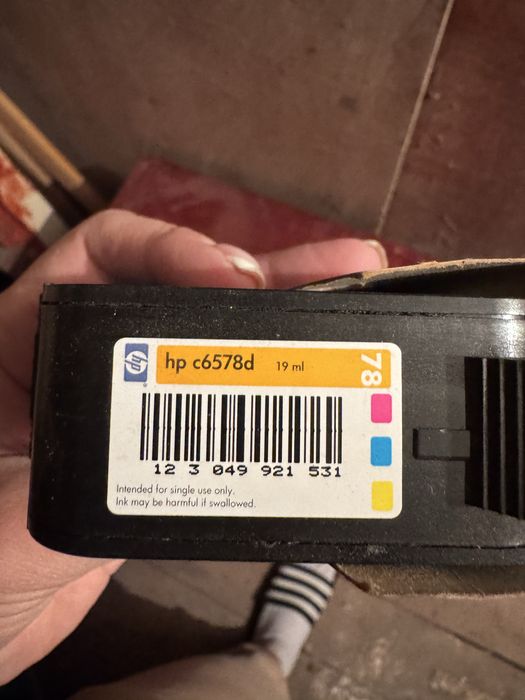 hp
hp c6578d 19 ml
78
12 3 049 921 531
Intended for single use only.
Ink may be harmful if swallowed.